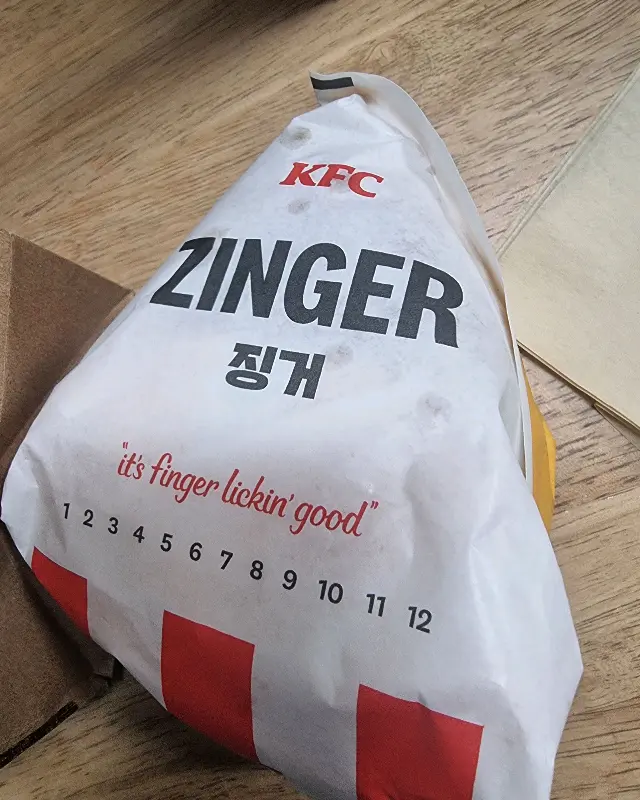 KFC
ZINGER
징거
"it's finger lickin' good"
1 2 3 4 5 6 7 8 9 10 11 12